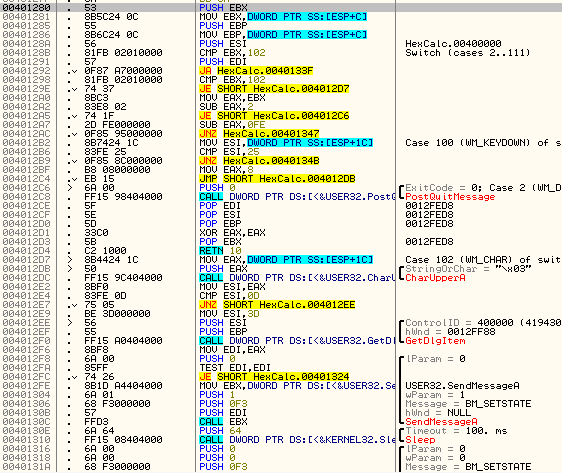 00401280 . 53 PUSH EBX
00401281 . 8B5C24 0C MOV EBX,DWORD PTR SS:[ESP+C]
00401285 . 55 PUSH EBP
00401286 . 8B6C24 0C MOV EBP,DWORD PTR SS:[ESP+C]
0040128A . 56 PUSH ESI HexCalc.00400000
0040128B . 81FB 02010000 CMP EBX,102 Switch (cases 2..111)
00401291 . 57 PUSH EDI
00401292 .v 0F87 A7000000 JA HexCalc.0040133F
00401298 . 81FB 02010000 CMP EBX,102
0040129E .v 74 37 JE SHORT HexCalc.004012D7
004012A0 . 8BC3 MOV EAX,EBX
004012A2 . 83E8 02 SUB EAX,2
004012A5 .v 74 1F JE SHORT HexCalc.004012C6
004012A7 . 2D FE000000 SUB EAX,0FE
004012AC .v 0F85 95000000 JNZ HexCalc.00401347
004012B2 . 8B7424 1C MOV ESI,DWORD PTR SS:[ESP+1C] Case 100 (WM_KEYDOWN) of s
004012B6 . 83FE 25 CMP ESI,25
004012B9 .v 0F85 8C000000 JNZ HexCalc.0040134B
004012BF . B8 08000000 MOV EAX,8
004012C4 .v EB 15 JMP SHORT HexCalc.004012DB
004012C6 > 6A 00 PUSH 0 ExitCode = 0; Case 2 (WM_D
004012C8 . FF15 98404000 CALL DWORD PTR DS:[<&USER32.PostQ PostQuitMessage
004012CE . 5F POP EDI 0012FED8
004012CF . 5E POP ESI 0012FED8
004012D0 . 5D POP EBP 0012FED8
004012D1 . 33C0 XOR EAX,EAX
004012D3 . 5B POP EBX 0012FED8
004012D4 . C2 1000 RETN 10
004012D7 > 8B4424 1C MOV EAX,DWORD PTR SS:[ESP+1C] Case 102 (WM_CHAR) of swit
004012DB > 50 PUSH EAX StringOrChar = "\x03"
004012DC . FF15 9C404000 CALL DWORD PTR DS:[<&USER32.CharU CharUpperA
004012E2 . 8BF0 MOV ESI,EAX
004012E4 . 83FE 0D CMP ESI,0D
004012E7 .v 75 05 JNZ SHORT HexCalc.004012EE
004012E9 . BE 3D000000 MOV ESI,3D
004012EE > 56 PUSH ESI ControlID = 400000 (419430
004012EF . 55 PUSH EBP hWnd = 0012FF88
004012F0 . FF15 A0404000 CALL DWORD PTR DS:[<&USER32.GetDl GetDlgItem
004012F6 . 8BF8 MOV EDI,EAX
004012F8 . 6A 00 PUSH 0 lParam = 0
004012FA . 85FF TEST EDI,EDI
004012FC .v 74 26 JE SHORT HexCalc.00401324
004012FE . 8B1D A4404000 MOV EBX,DWORD PTR DS:[<&USER32.Se USER32.SendMessageA
00401304 . 6A 01 PUSH 1 wParam = 1
00401306 . 68 F3000000 PUSH 0F3 Message = BM_SETSTATE
0040130B . 57 PUSH EDI hWnd = NULL
0040130C . FFD3 CALL EBX SendMessageA
0040130E . 6A 64 PUSH 64 Timeout = 100. ms
00401310 . FF15 08404000 CALL DWORD PTR DS:[<&KERNEL32.Sle Sleep
00401316 . 6A 00 PUSH 0 lParam = 0
00401318 . 6A 00 PUSH 0 wParam = 0
0040131A . 68 F3000000 PUSH 0F3 Message = BM_SETSTATE